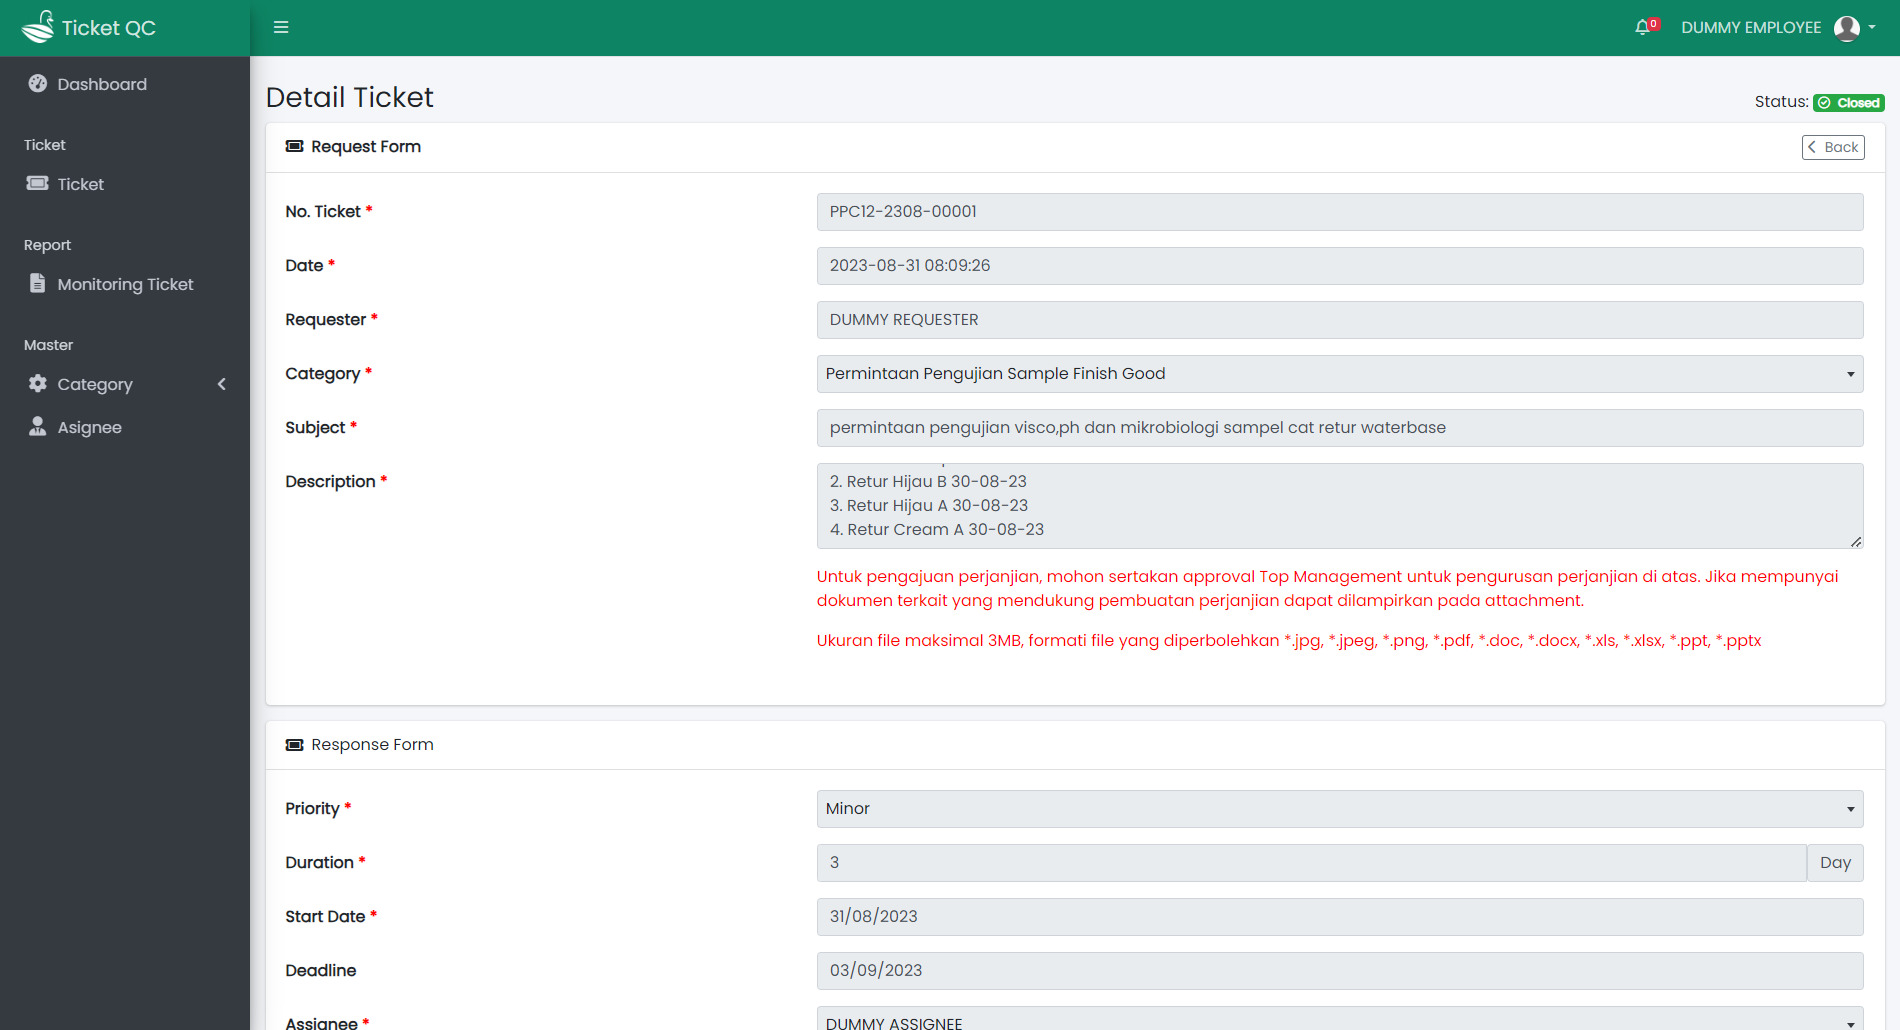 Ticket QC
0
DUMMY EMPLOYEE
Dashboard
Ticket
Ticket
Report
Monitoring Ticket
Master
Category
Asignee
Detail Ticket
Status: Closed
Request Form
Back
No. Ticket *
PPC12-2308-00001
Date *
2023-08-31 08:09:26
Requester *
DUMMY REQUESTER
Category *
Permintaan Pengujian Sample Finish Good
Subject *
permintaan pengujian visco,ph dan mikrobiologi sampel cat retur waterbase
Description *
2. Retur Hijau B 30-08-23
3. Retur Hijau A 30-08-23
4. Retur Cream A 30-08-23
Untuk pengajuan perjanjian, mohon sertakan approval Top Management untuk pengurusan perjanjian di atas. Jika mempunyai
dokumen terkait yang mendukung pembuatan perjanjian dapat dilampirkan pada attachment.
Ukuran file maksimal 3MB, formati file yang diperbolehkan *.jpg, *.jpeg, *.png, *.pdf, *.doc, *.docx, *.xls, *.xlsx, *.ppt, *.pptx
Response Form
Priority *
Minor
Duration *
3
Day
Start Date *
31/08/2023
Deadline
03/09/2023
Assignee *
DUMMY ASSIGNEE